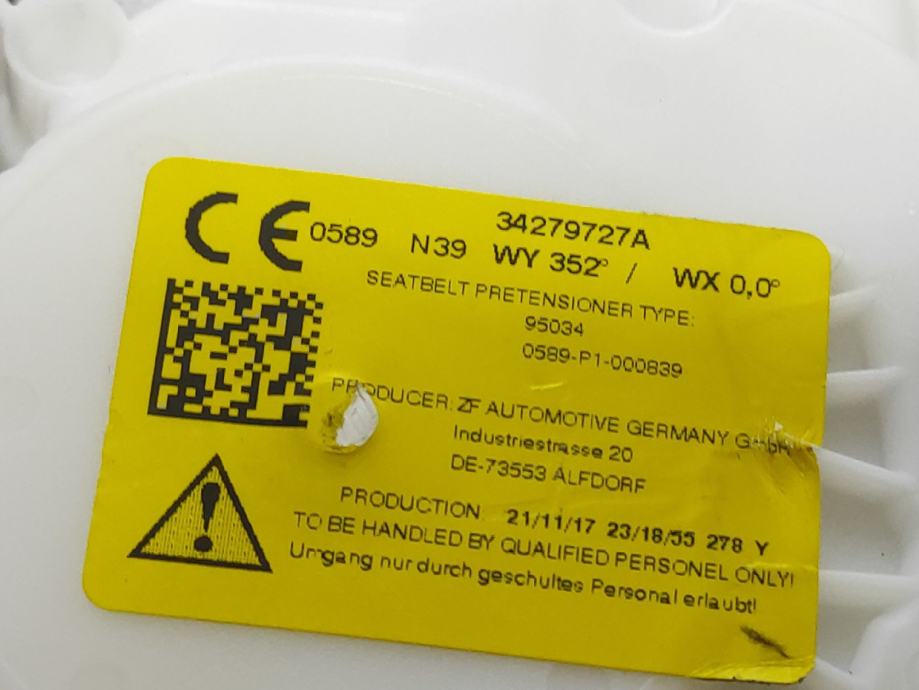 CE 0589 N39 34279727A
WY 352° / WX 0,0°
SEATBELT PRETENSIONER TYPE:
95034
0589-P1-000839
PRODUCER: ZF AUTOMOTIVE GERMANY GmbH
Industriestrasse 20
DE-73553 ALFDORF
PRODUCTION 21/11/17 23/18/55 278 Y
TO BE HANDLED BY QUALIFIED PERSONEL ONLY!
Umgang nur durch geschultes Personal erlaubt!